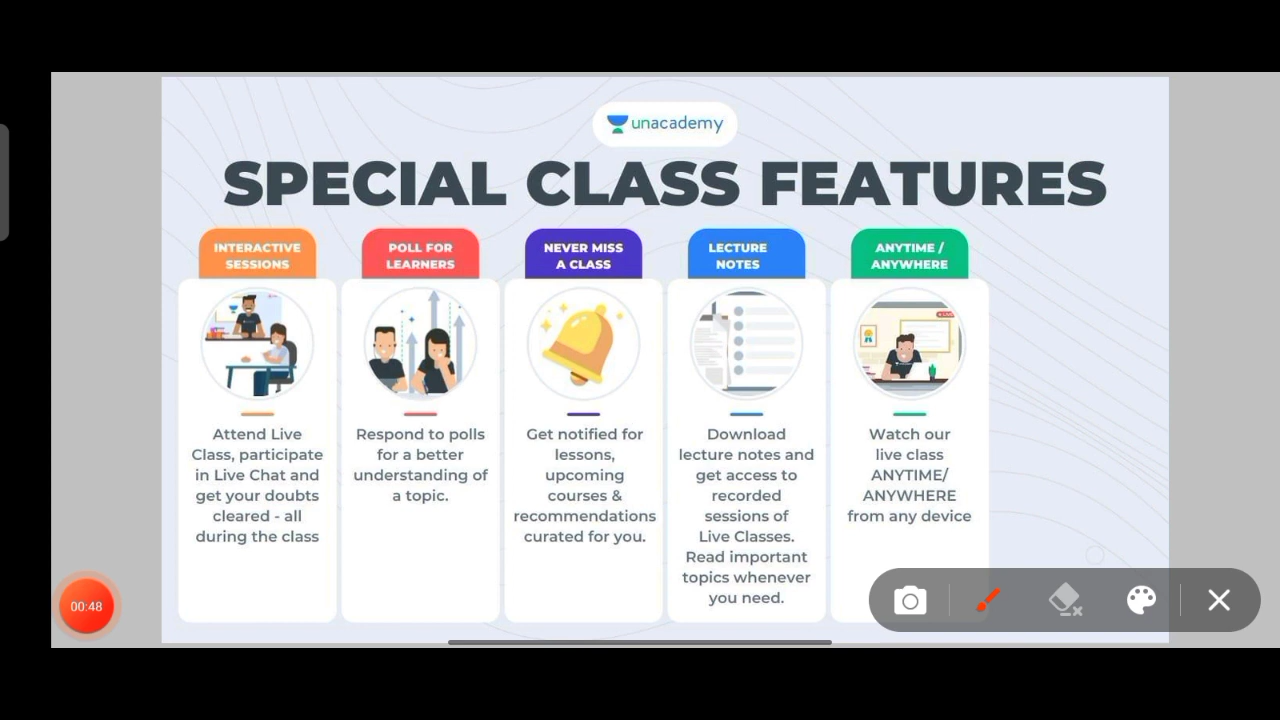 unacademy
SPECIAL CLASS FEATURES
INTERACTIVE
SESSIONS
Attend Live
Class, participate
in Live Chat and
get your doubts
cleared - all
during the class
POLL FOR
LEARNERS
Respond to polls
for a better
understanding of
a topic.
NEVER MISS
A CLASS
Get notified for
lessons,
upcoming
courses &
recommendations
curated for you.
LECTURE
NOTES
Download
lecture notes and
get access to
recorded
sessions of
Live Classes.
Read important
topics whenever
you need.
ANYTIME /
ANYWHERE
Watch our
live class
ANYTIME/
ANYWHERE
from any device
00:48